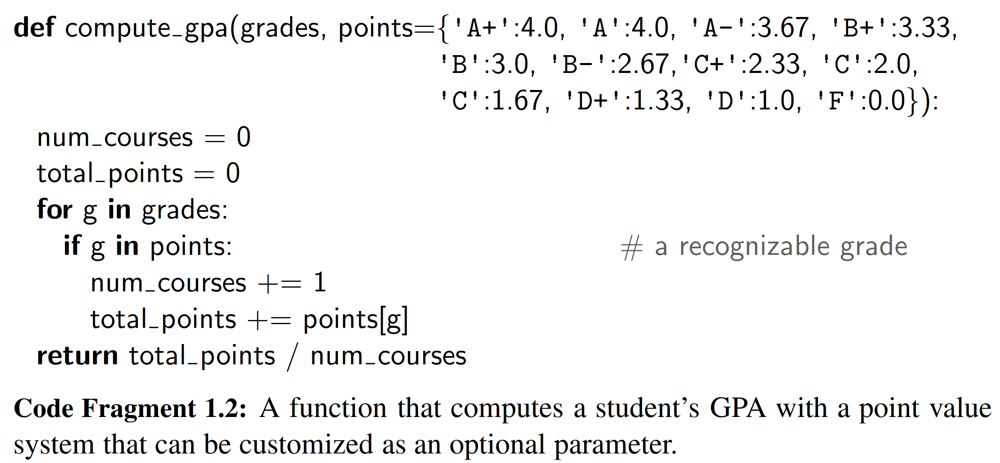 def compute_gpa(grades, points={'A+':4.0, 'A':4.0, 'A-':3.67, 'B+':3.33,
'B':3.0, 'B-':2.67,'C+':2.33, 'C':2.0,
'C':1.67, 'D+':1.33, 'D':1.0, 'F':0.0}):
num_courses = 0
total_points = 0
for g in grades:
if g in points: # a recognizable grade
num_courses += 1
total_points += points[g]
return total_points / num_courses
Code Fragment 1.2: A function that computes a student’s GPA with a point value
system that can be customized as an optional parameter.